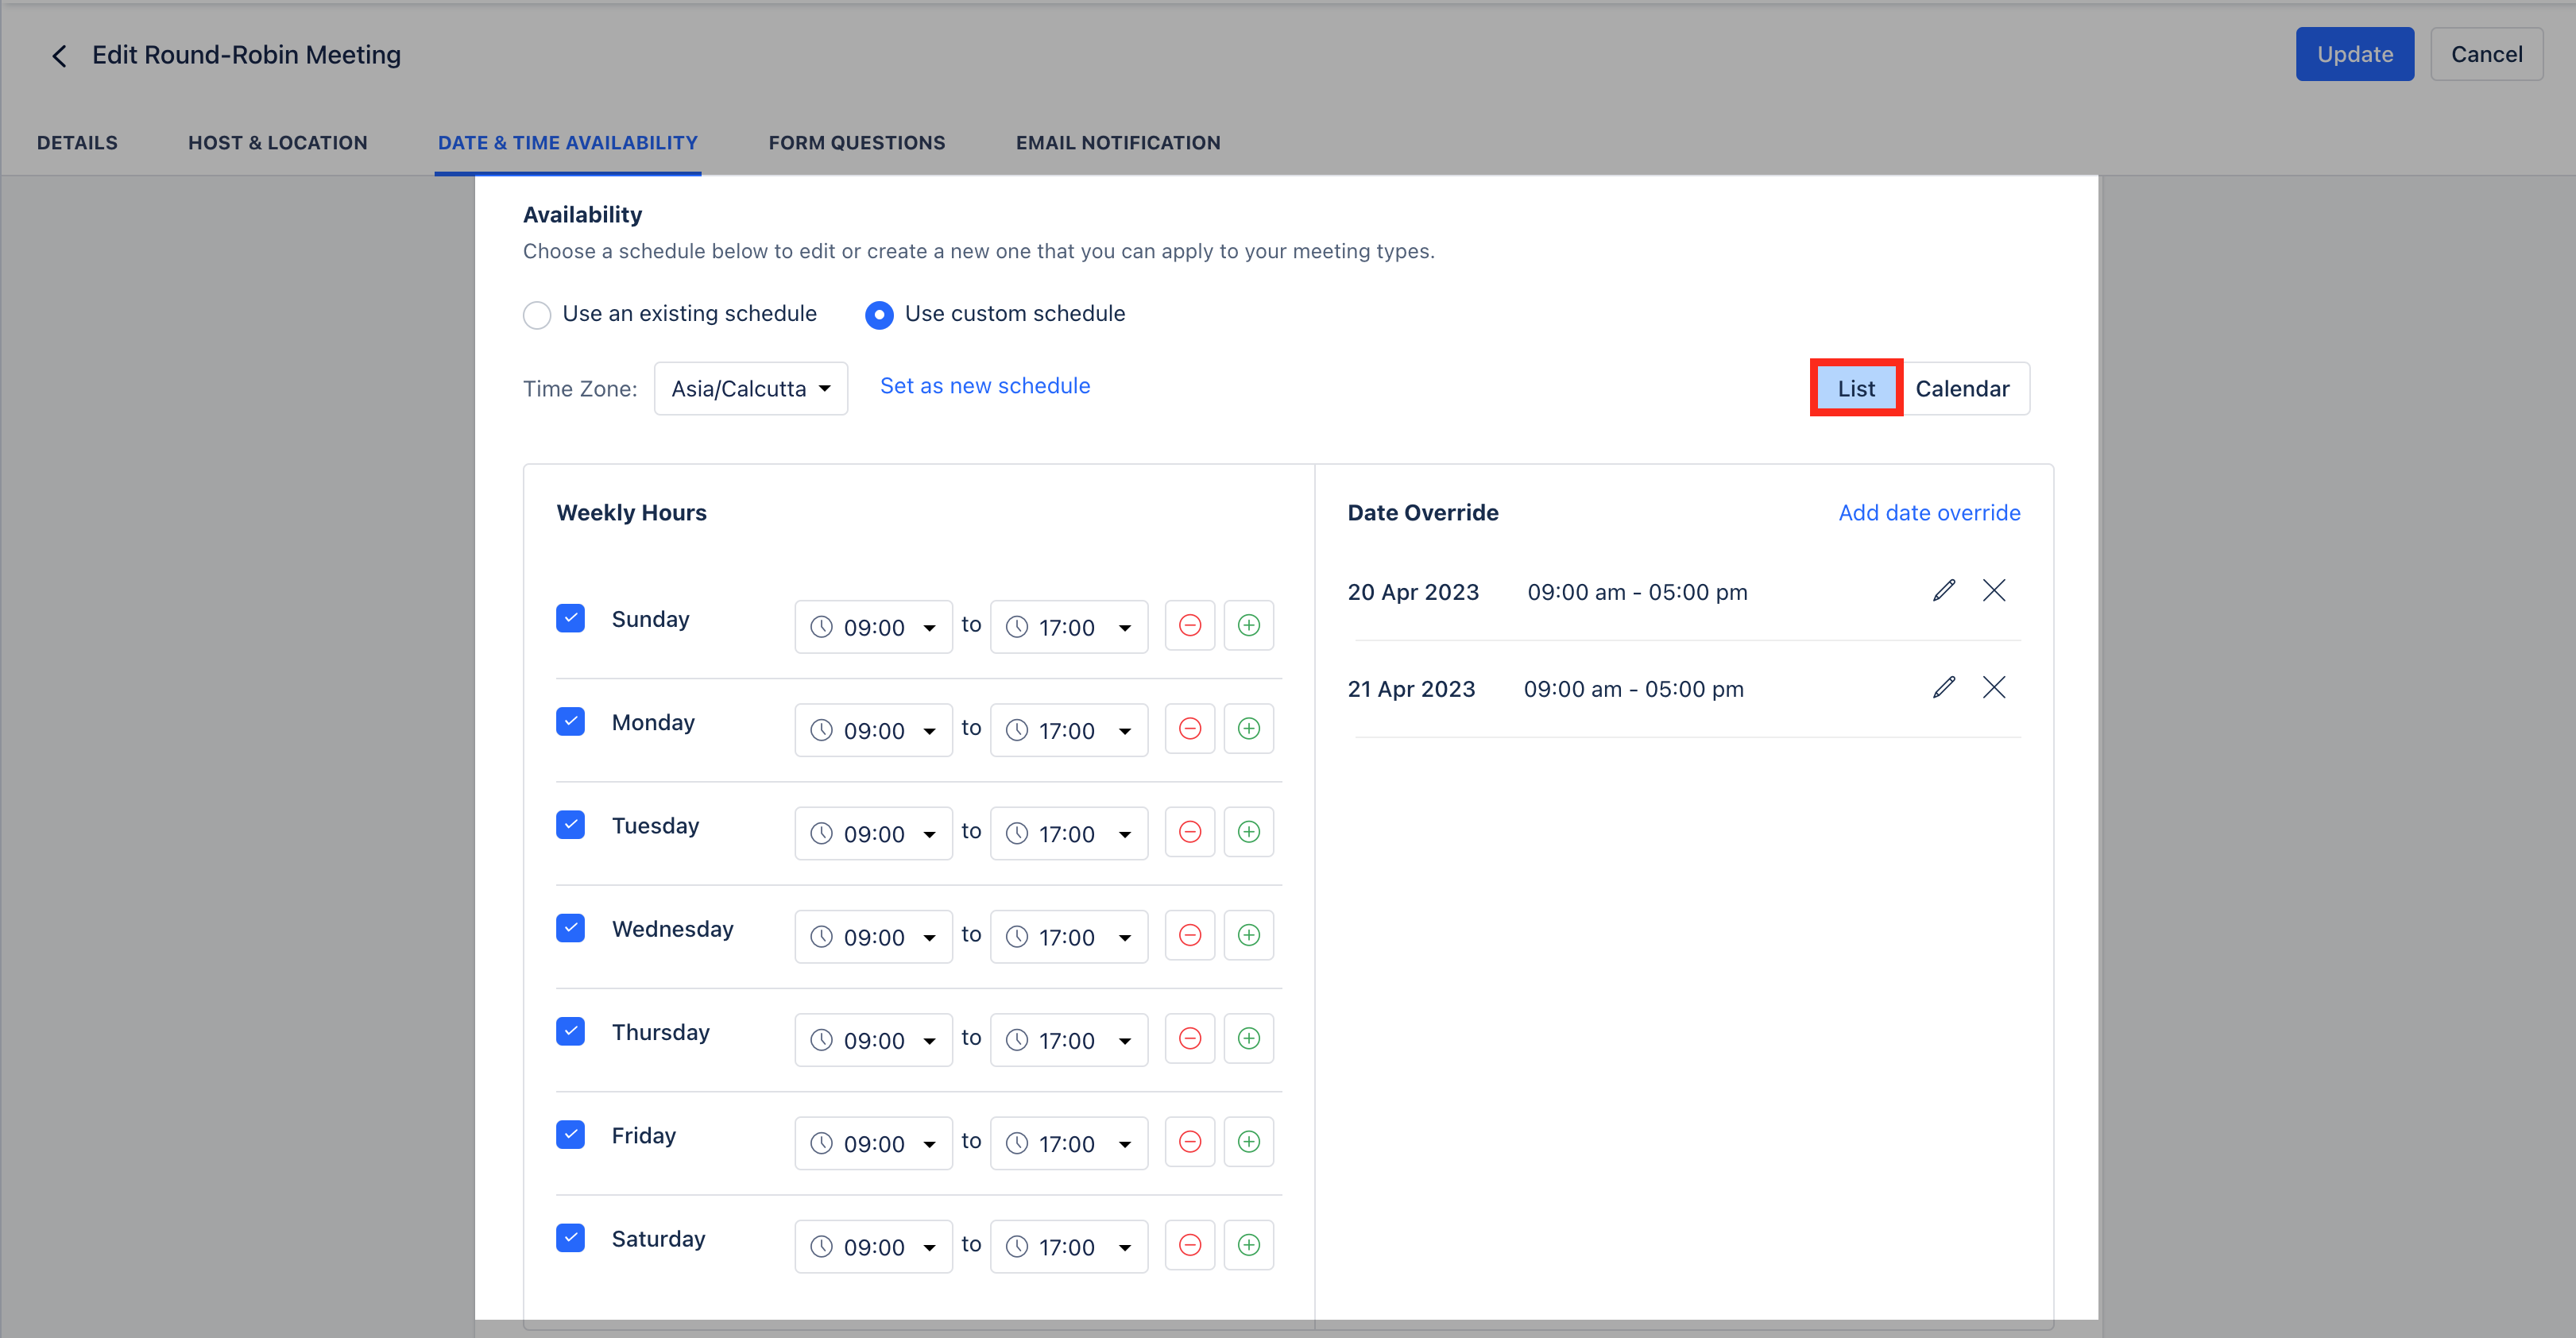 Edit Round-Robin Meeting
Update
Cancel
DETAILS
HOST & LOCATION
DATE & TIME AVAILABILITY
FORM QUESTIONS
EMAIL NOTIFICATION
Availability
Choose a schedule below to edit or create a new one that you can apply to your meeting types.
Use an existing schedule
Use custom schedule
Time Zone:
Asia/Calcutta
Set as new schedule
List
Calendar
Weekly Hours
Sunday 09:00 to 17:00
Monday 09:00 to 17:00
Tuesday 09:00 to 17:00
Wednesday 09:00 to 17:00
Thursday 09:00 to 17:00
Friday 09:00 to 17:00
Saturday 09:00 to 17:00
Date Override
Add date override
20 Apr 2023 09:00 am - 05:00 pm
21 Apr 2023 09:00 am - 05:00 pm